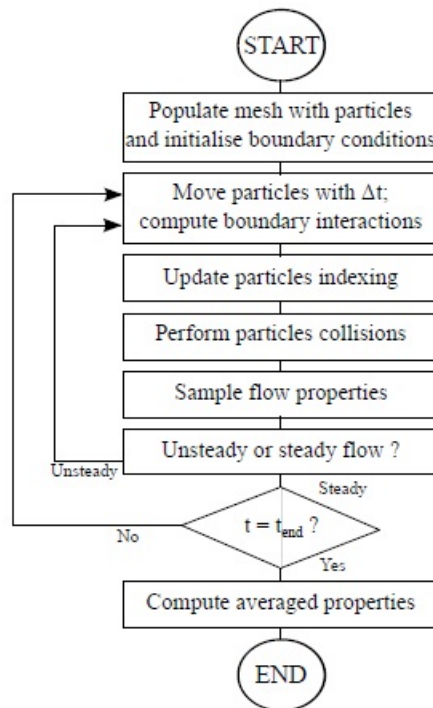 START
Populate mesh with particles
and initialise boundary conditions
Move particles with Δt;
compute boundary interactions
Update particles indexing
Perform particles collisions
Sample flow properties
Unsteady or steady flow ?
Unsteady
Steady
t = tend ?
No
Yes
Compute averaged properties
END